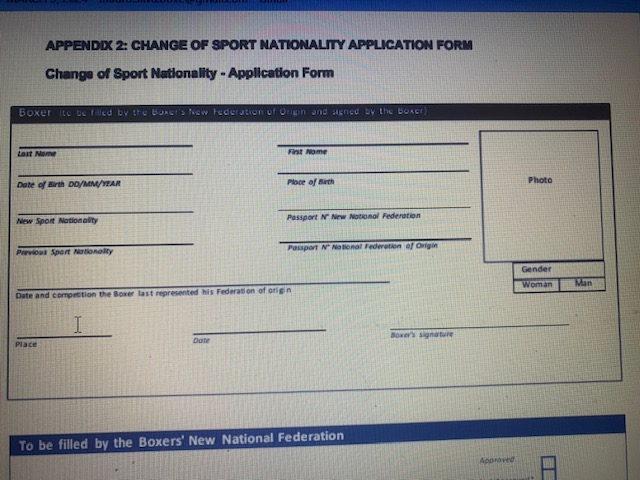 APPENDIX 2: CHANGE OF SPORT NATIONALITY APPLICATION FORM
Change of Sport Nationality - Application Form
Boxer (to be filled by the Boxer's New Federation of Origin and signed by the Boxer)
Last Name
First Name
Date of Birth DD/MM/YEAR
Place of Birth
Photo
New Sport Nationality
Passport N° New National Federation
Previous Sport Nationality
Passport N° National Federation of Origin
Gender
Woman Man
Date and competition the Boxer last represented his Federation of origin
Place
Date
Boxer's signature
To be filled by the Boxers' New National Federation
Approved